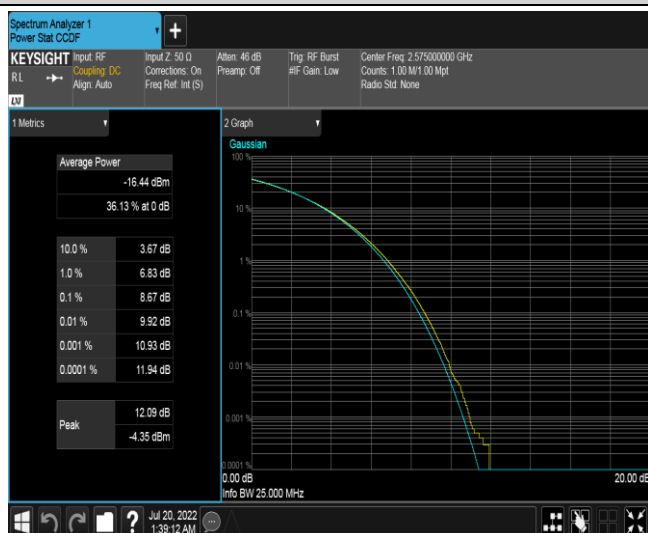 Spectrum Analyzer 1
Power Stat CCDF
+
KEYSIGHT
RL
LXI
Input: RF
Coupling: DC
Align: Auto
Input Z: 50 Ω
Corrections: On
Freq Ref: Int (S)
Atten: 46 dB
Preamp: Off
Trig: RF Burst
#IF Gain: Low
Center Freq: 2.575000000 GHz
Counts: 1.00 M/1.00 Mpt
Radio Std: None
1 Metrics
Average Power
-16.44 dBm
36.13 % at 0 dB
10.0 % 3.67 dB
1.0 % 6.83 dB
0.1 % 8.67 dB
0.01 % 9.92 dB
0.001 % 10.93 dB
0.0001 % 11.94 dB
Peak
12.09 dB
-4.35 dBm
2 Graph
Gaussian
100 %
10 %
1 %
0.1 %
0.01 %
0.001 %
0.0001 %
0.00 dB 20.00 dB
Info BW 25.000 MHz
?
Jul 20, 2022
1:39:12 AM